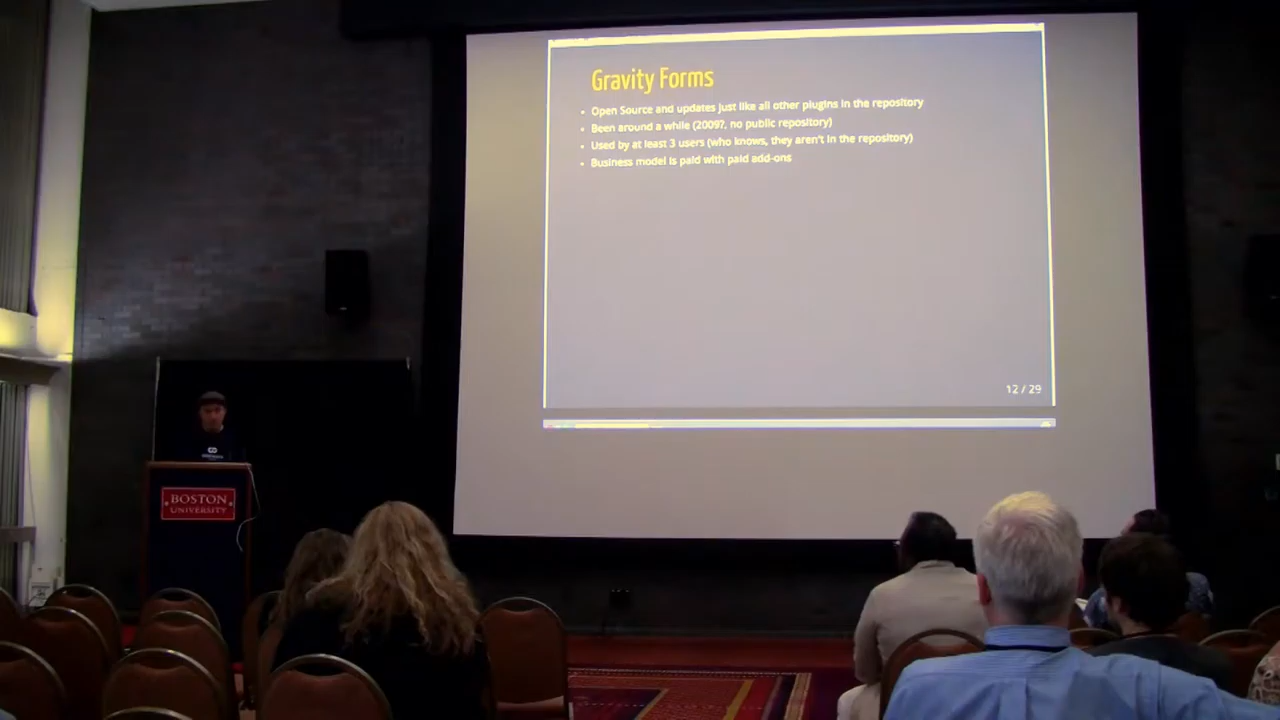 Gravity Forms
Open Source and updates just like all other plugins in the repository
Been around a while (2009?, no public repository)
Used by at least 3 users (who knows, they aren't in the repository)
Business model is paid with paid add-ons
12 / 29
BOSTON
UNIVERSITY